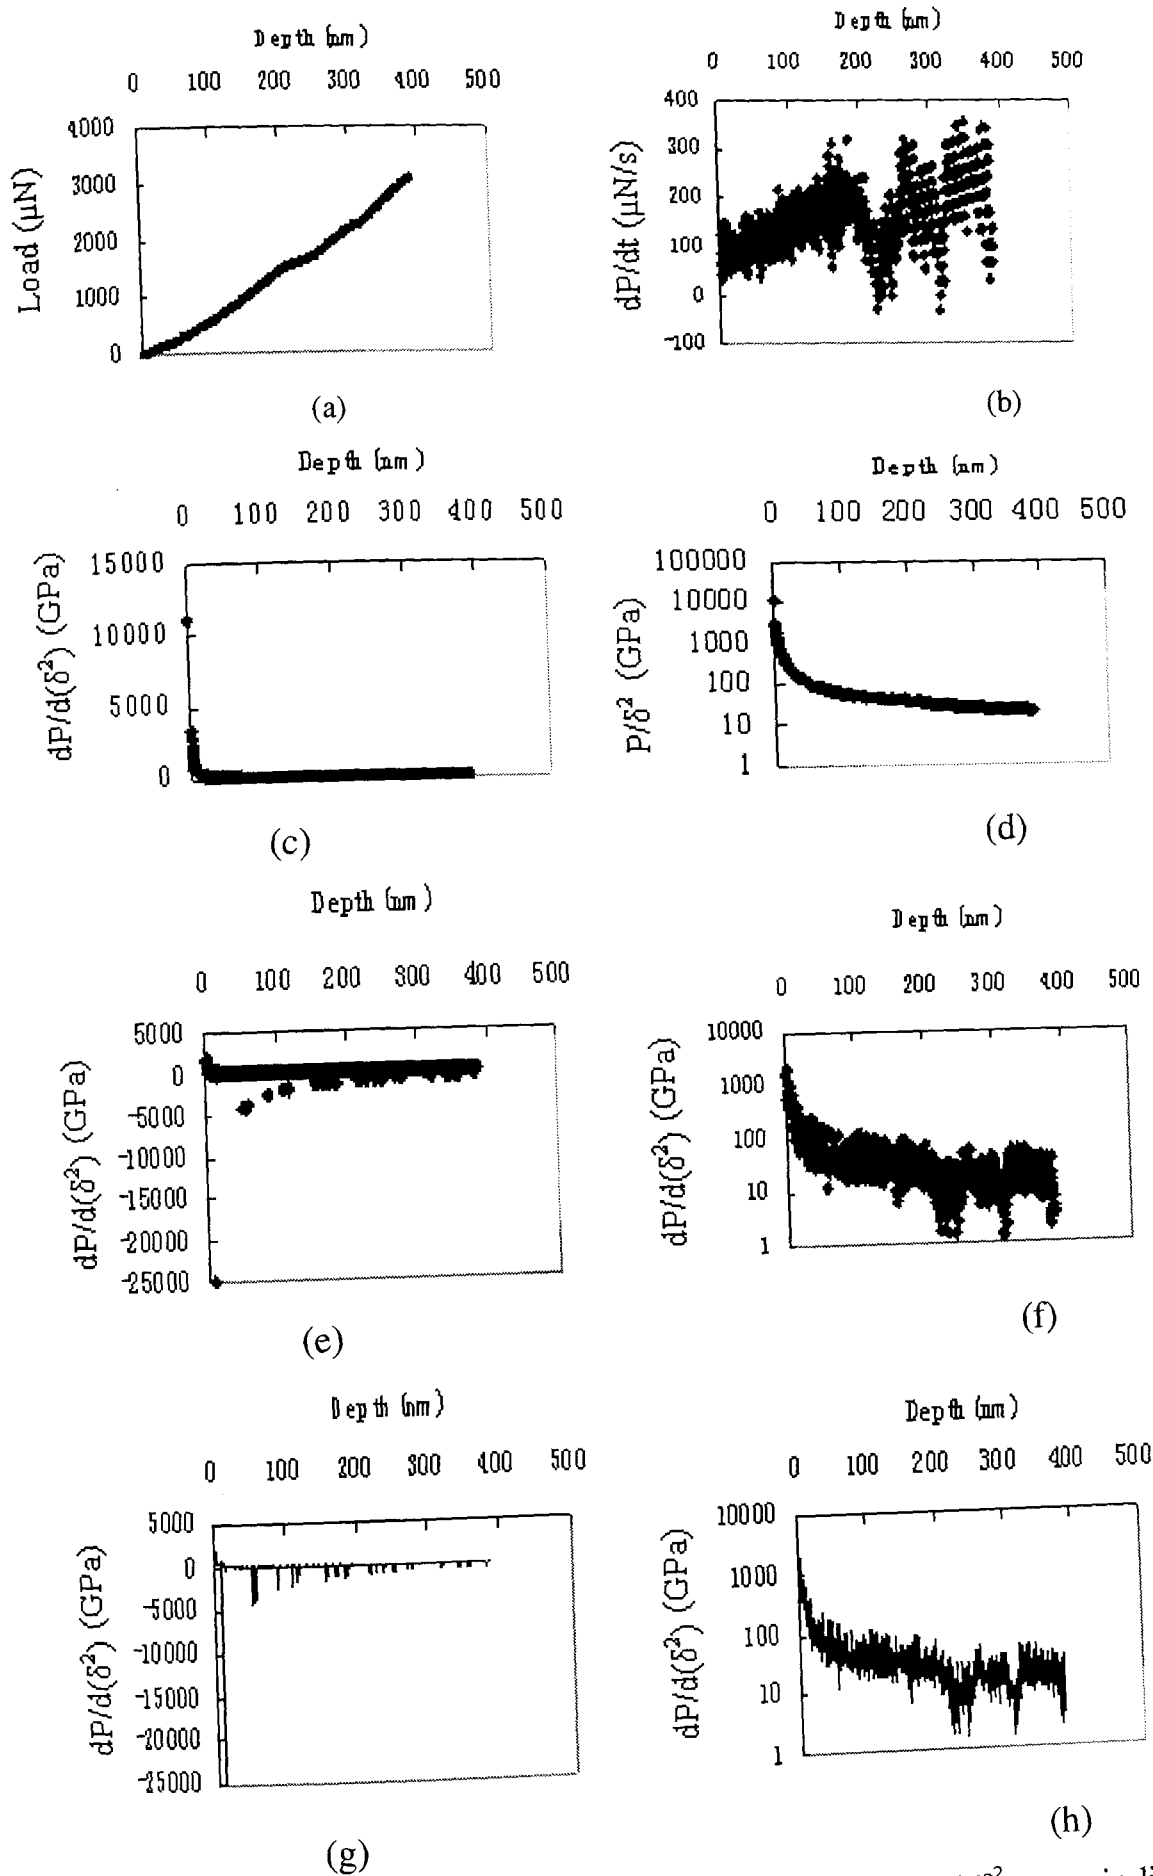 Depth (nm)
0 100 200 300 400 500
4000
3000
2000
1000
0
Load (μN)
(a)
Depth (nm)
0 100 200 300 400 500
400
300
200
100
0
-100
dP/dt (μN/s)
(b)
Depth (nm)
0 100 200 300 400 500
15000
10000
5000
0
dP/d(δ²) (GPa)
(c)
Depth (nm)
0 100 200 300 400 500
100000
10000
1000
100
10
1
P/δ² (GPa)
(d)
Depth (nm)
0 100 200 300 400 500
5000
0
-5000
-10000
-15000
-20000
-25000
dP/d(δ²) (GPa)
(e)
Depth (nm)
0 100 200 300 400 500
10000
1000
100
10
1
dP/d(δ²) (GPa)
(f)
Depth (nm)
0 100 200 300 400 500
5000
0
-5000
-10000
-15000
-20000
-25000
dP/d(δ²) (GPa)
(g)
Depth (nm)
0 100 200 300 400 500
10000
1000
100
10
1
dP/d(δ²) (GPa)
(h)